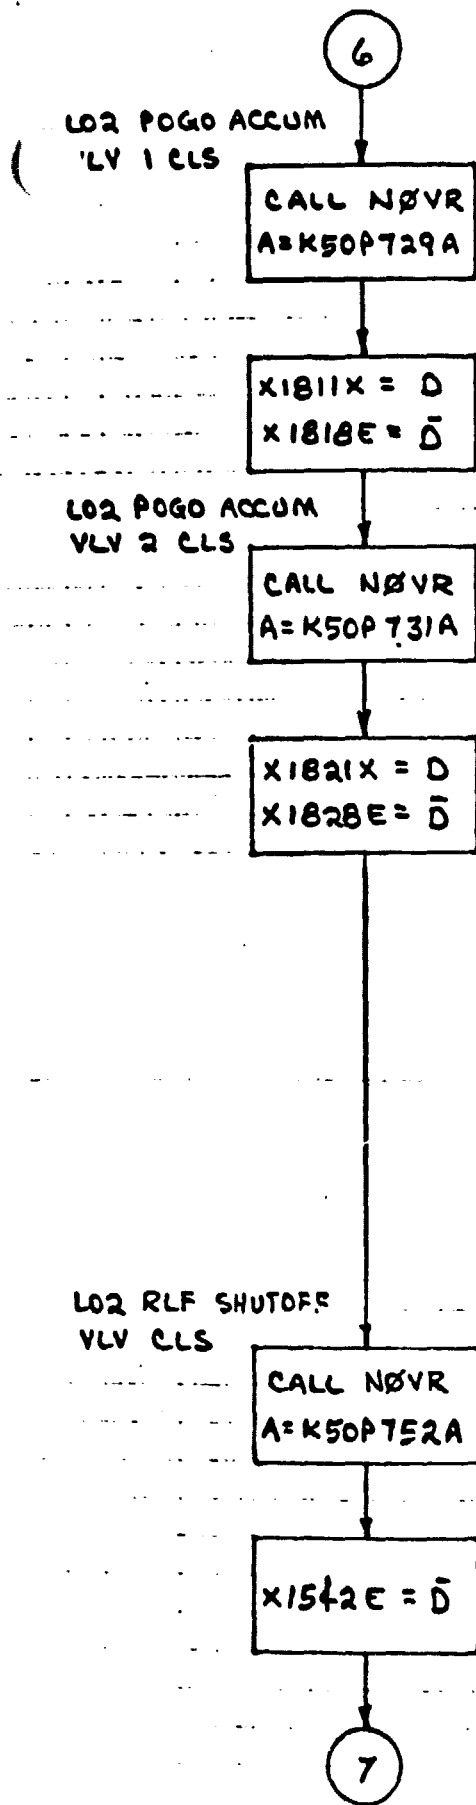 6
LO2 POGO ACCUM
'LV 1 CLS
CALL NØVR
A=K50P729A
X1811X = D
X1818E = D̄
LO2 POGO ACCUM
VLV 2 CLS
CALL NØVR
A=K50P731A
X1821X = D
X1828E = D̄
LO2 RLF SHUTOFF
VLV CLS
CALL NØVR
A=K50P752A
X1542E = D̄
7